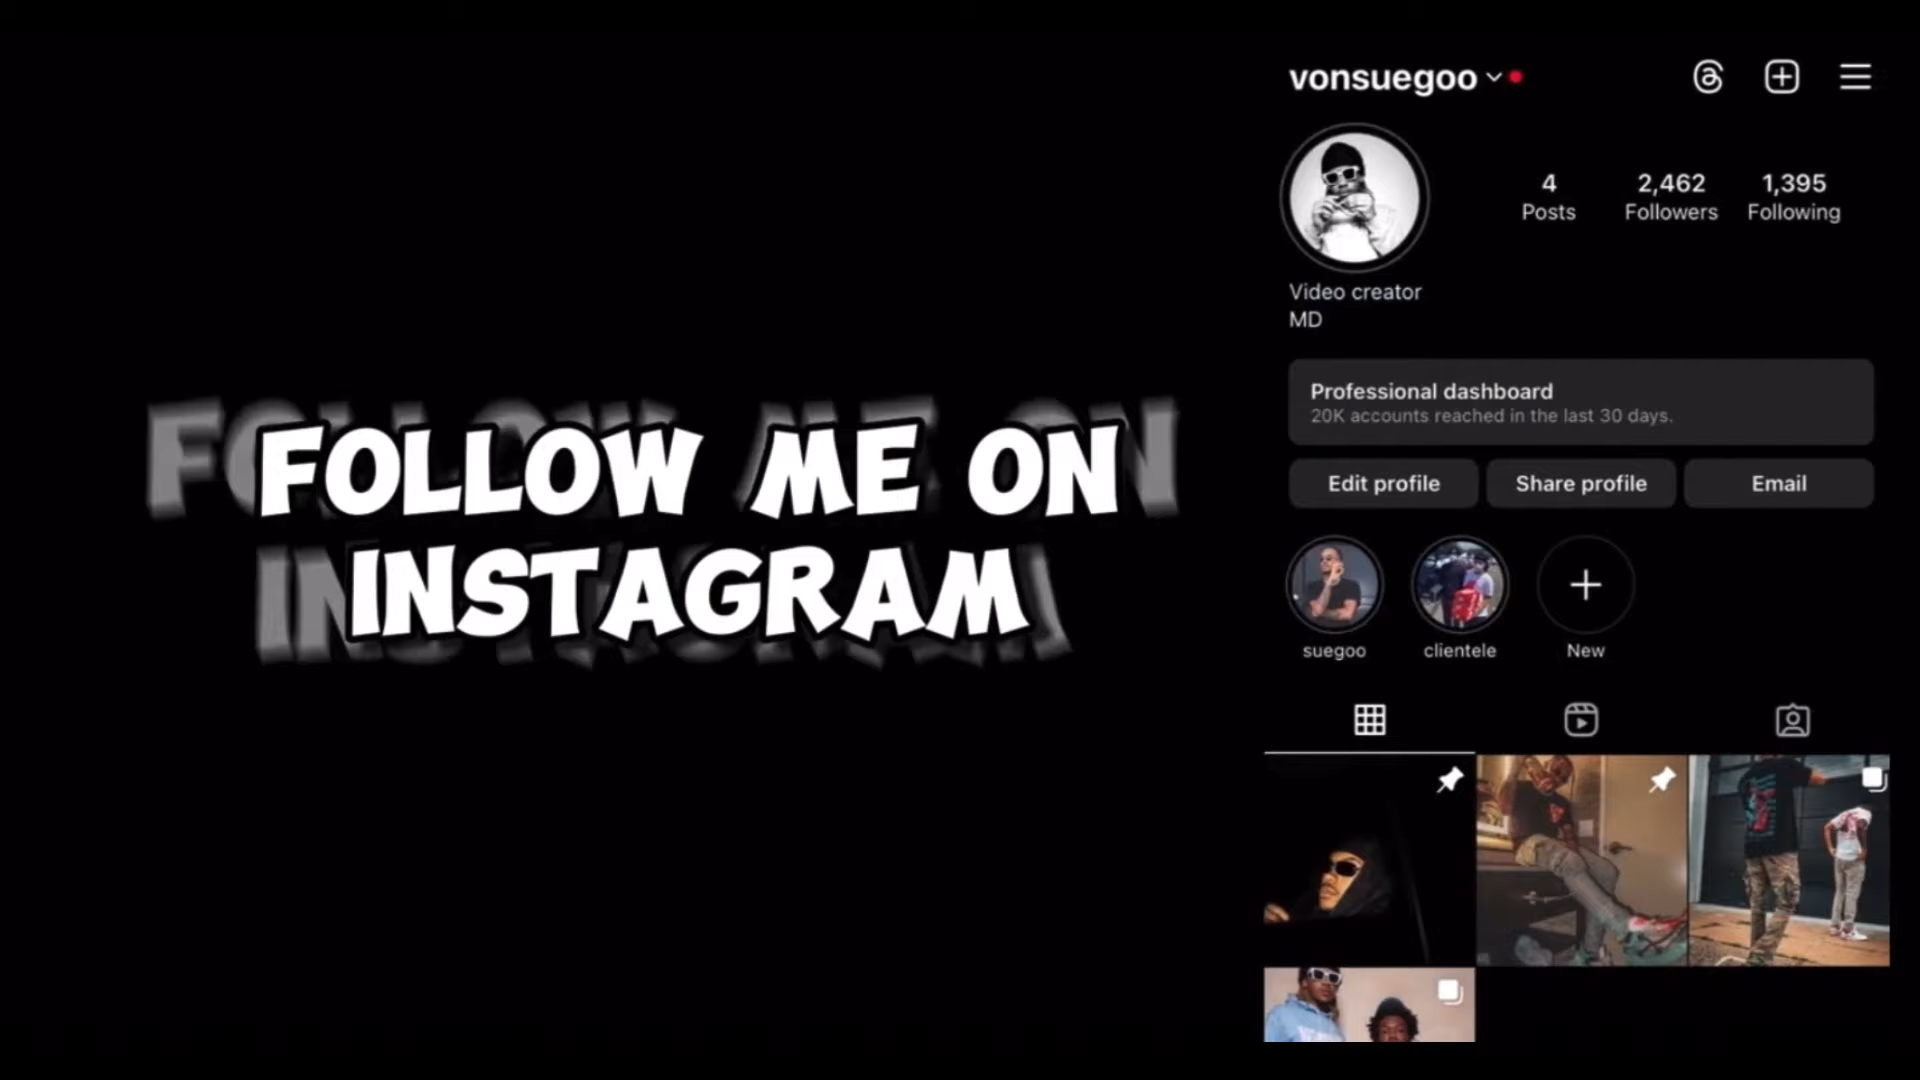 FOLLOW ME ON
INSTAGRAM
vonsuegoo
4
Posts
2,462
Followers
1,395
Following
Video creator
MD
Professional dashboard
20K accounts reached in the last 30 days.
Edit profile
Share profile
Email
suegoo
clientele
New